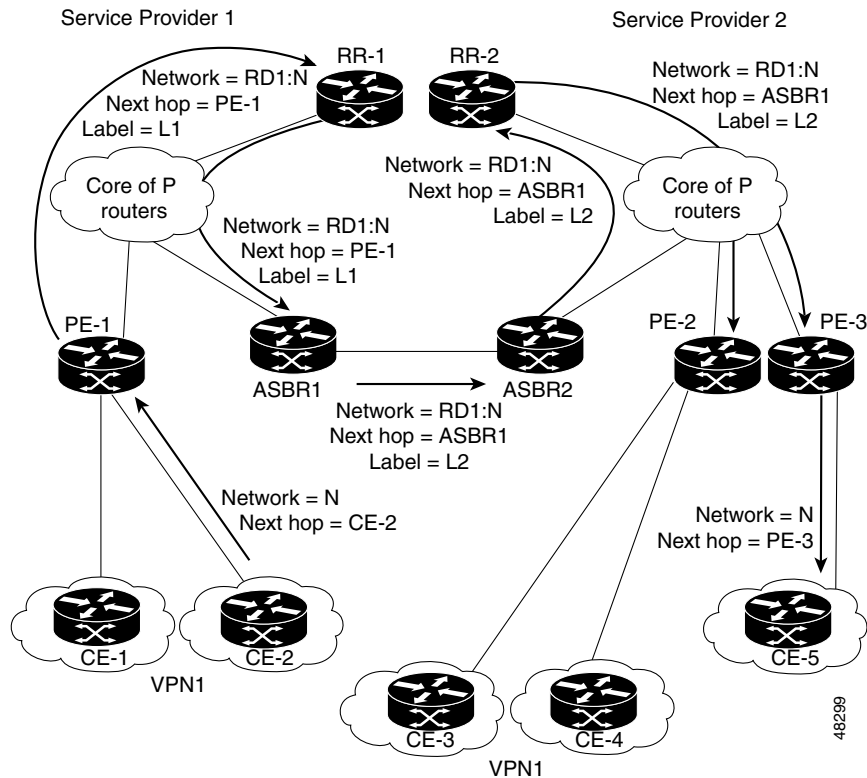 Service Provider 1
Service Provider 2
RR-1
RR-2
Network = RD1:N
Next hop = PE-1
Label = L1
Network = RD1:N
Next hop = ASBR1
Label = L2
Core of P
routers
Network = RD1:N
Next hop = PE-1
Label = L1
Network = RD1:N
Next hop = ASBR1
Label = L2
Core of P
routers
PE-1
ASBR1
ASBR2
PE-2
PE-3
Network = RD1:N
Next hop = ASBR1
Label = L2
Network = N
Next hop = CE-2
Network = N
Next hop = PE-3
CE-1
CE-2
VPN1
CE-3
CE-4
VPN1
CE-5
48299